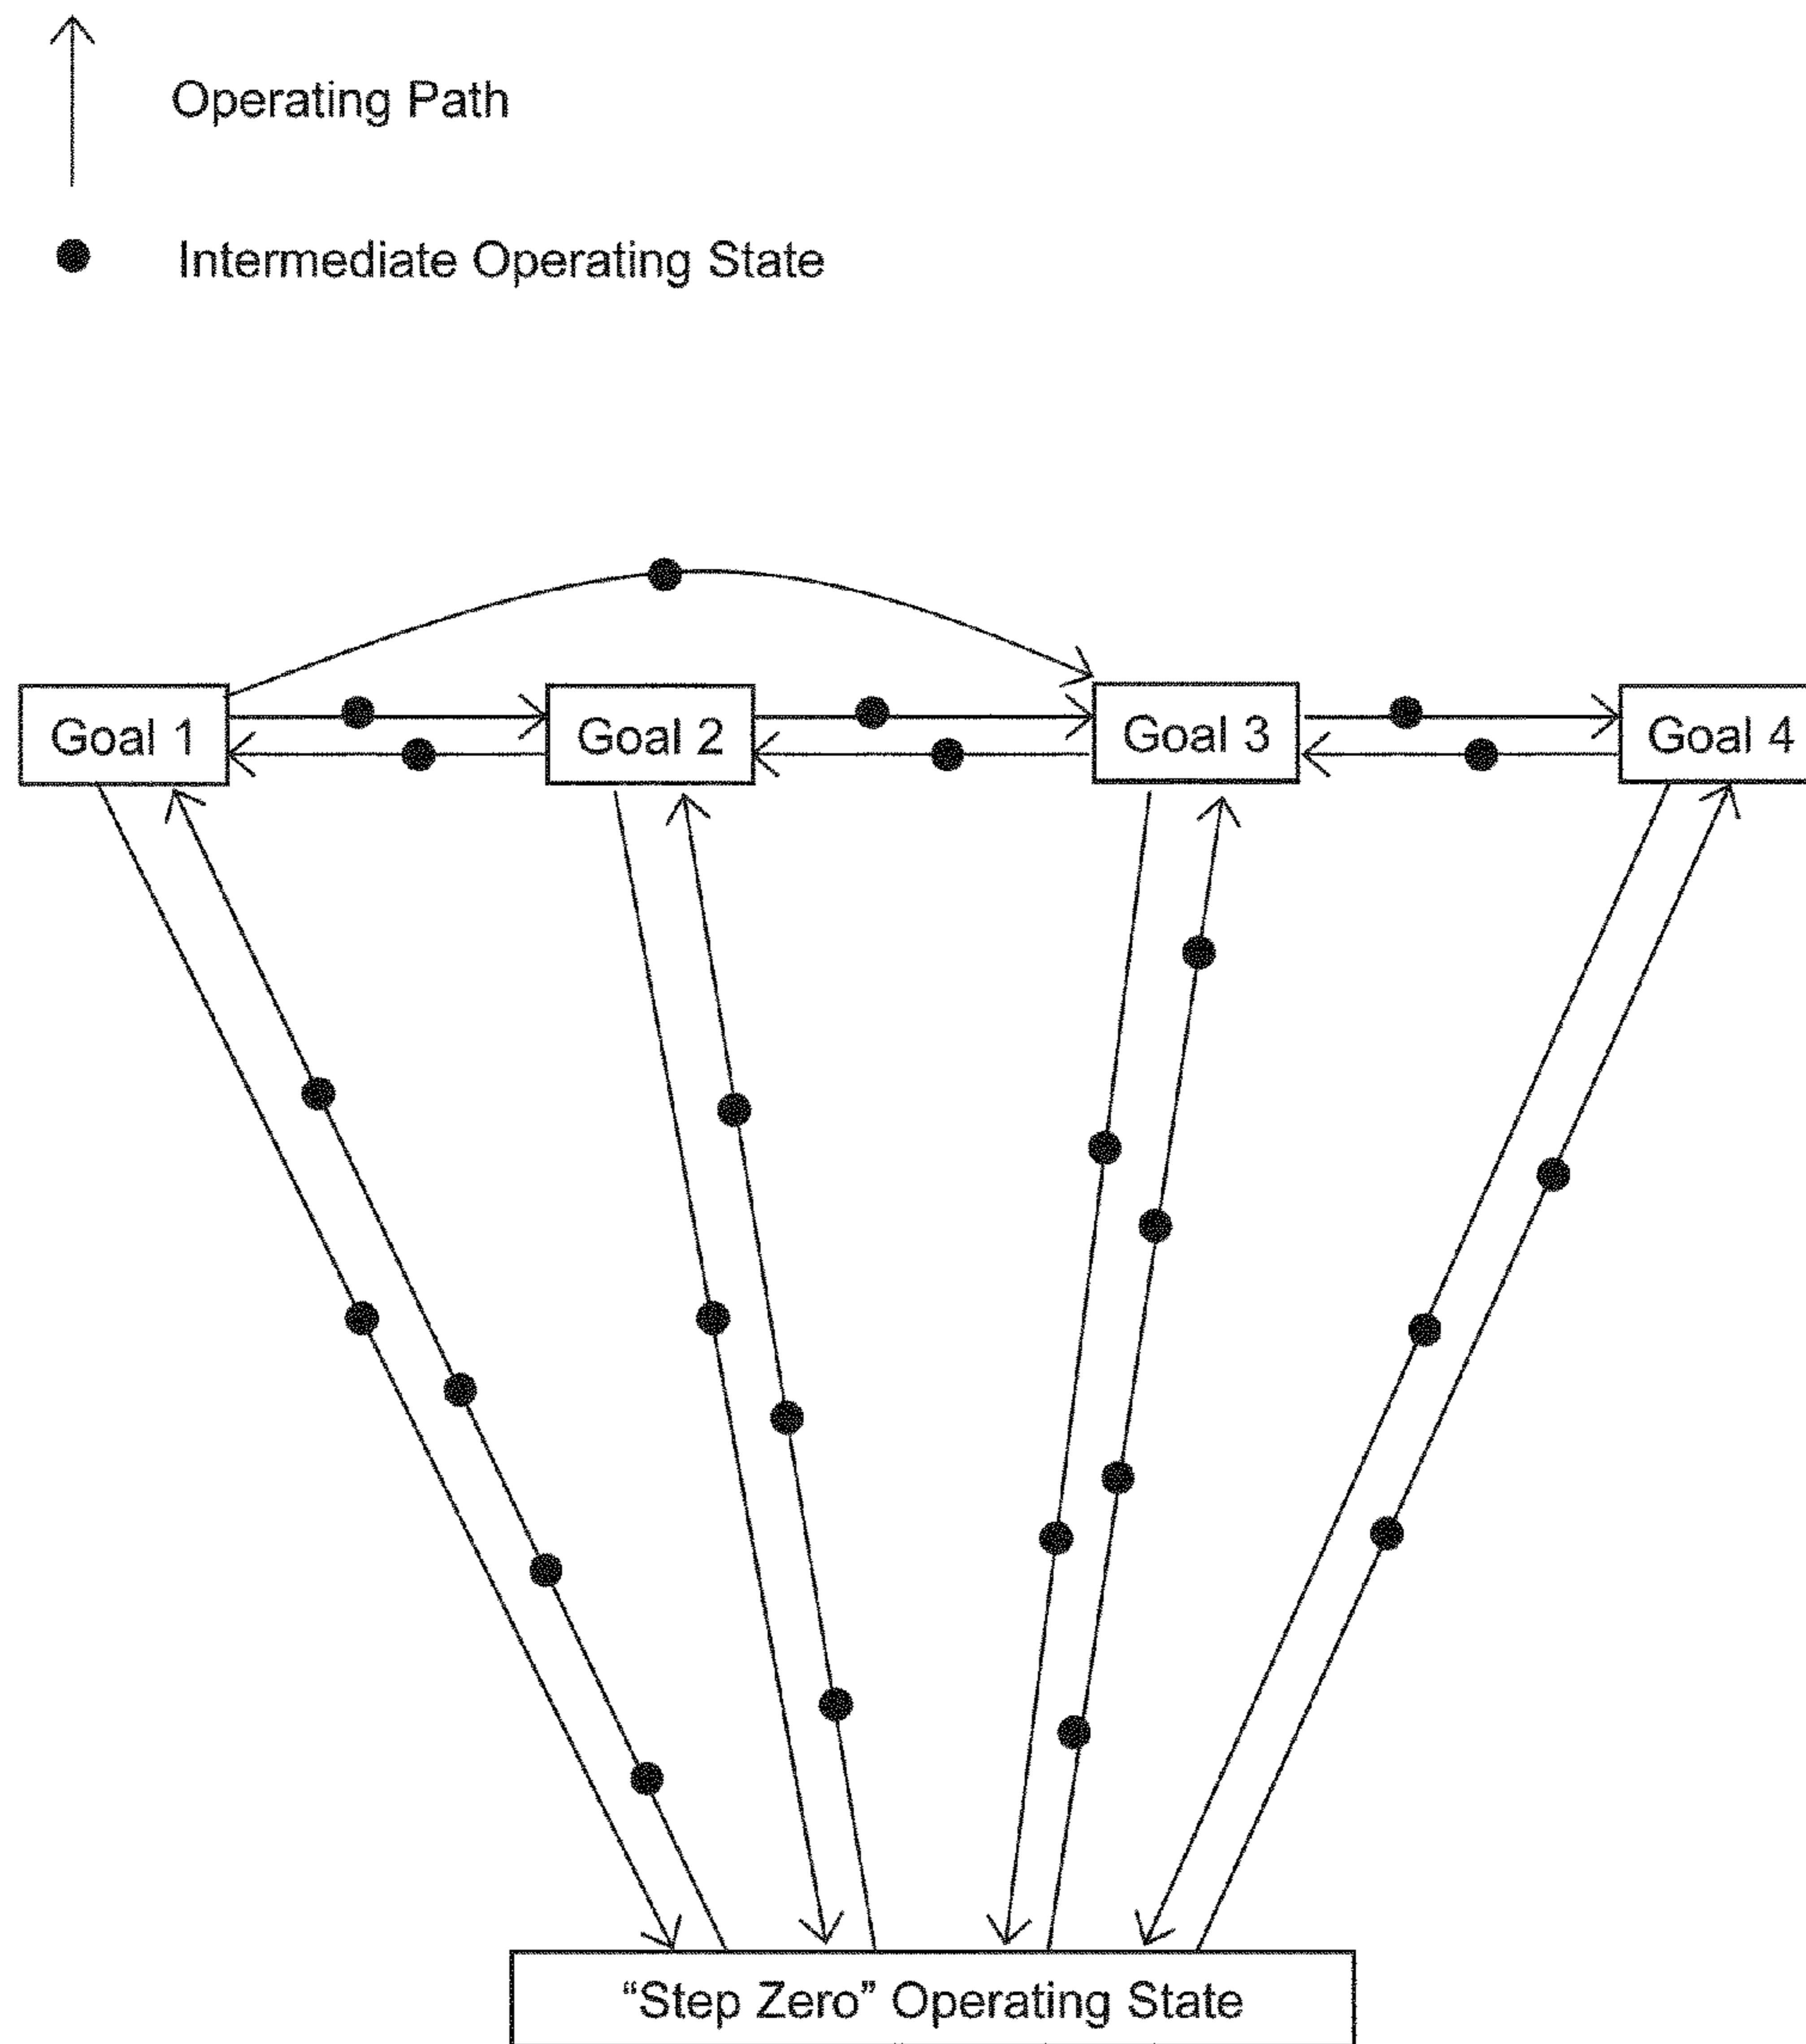 Operating Path
Intermediate Operating State
Goal 1
Goal 2
Goal 3
Goal 4
“Step Zero” Operating State